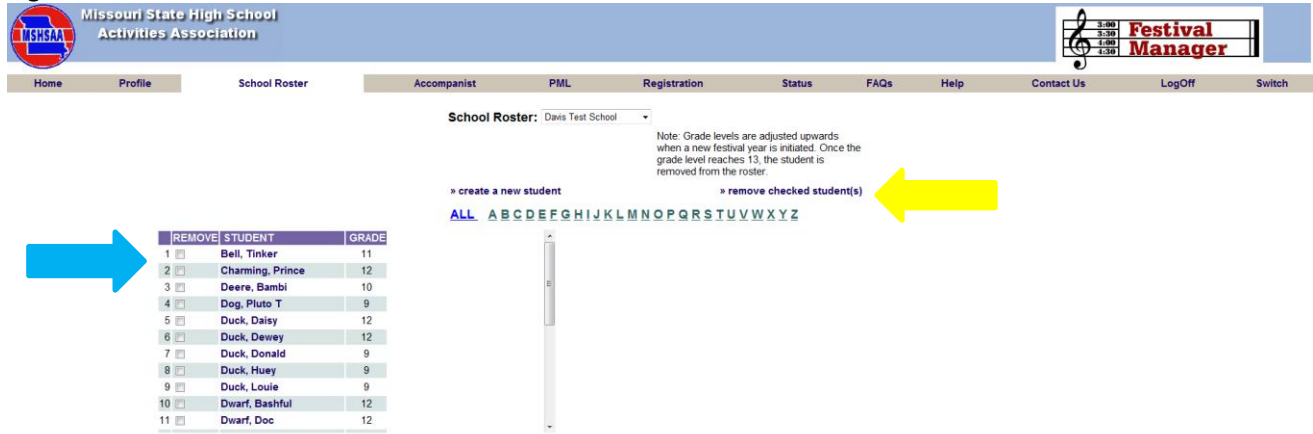 Missouri State High School
Activities Association
MSHSAA
3:00
3:30
4:00
4:30
Festival
Manager
Home Profile School Roster Accompanist PML Registration Status FAQs Help Contact Us LogOff Switch
School Roster: Davis Test School
Note: Grade levels are adjusted upwards
when a new festival year is initiated. Once the
grade level reaches 13, the student is
removed from the roster.
» create a new student » remove checked student(s)
ALL A B C D E F G H I J K L M N O P Q R S T U V W X Y Z
REMOVE STUDENT GRADE
1 Bell, Tinker 11
2 Charming, Prince 12
3 Deere, Bambi 10
4 Dog, Pluto T 9
5 Duck, Daisy 12
6 Duck, Dewey 12
7 Duck, Donald 9
8 Duck, Huey 9
9 Duck, Louie 9
10 Dwarf, Bashful 12
11 Dwarf, Doc 12